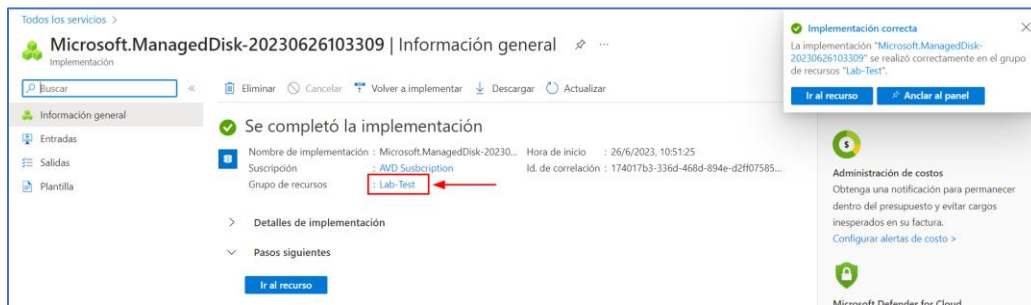 Todos los servicios >
Microsoft.ManagedDisk-20230626103309 | Información general
Implementación
Buscar
Eliminar Cancelar Volver a implementar Descargar Actualizar
Información general
Entradas
Salidas
Plantilla
Se completó la implementación
Nombre de implementación : Microsoft.ManagedDisk-20230... Hora de inicio : 26/6/2023, 10:51:25
Suscripción : AVD Susbcription Id. de correlación : 174017b3-336d-468d-894e-d2ff07585...
Grupo de recursos : Lab-Test
Detalles de implementación
Pasos siguientes
Ir al recurso
Implementación correcta
La implementación "Microsoft.ManagedDisk-
20230626103309" se realizó correctamente en el grupo
de recursos "Lab-Test".
Ir al recurso Anclar al panel
Administración de costos
Obtenga una notificación para permanecer
dentro del presupuesto y evitar cargos
inesperados en su factura.
Configurar alertas de costo >
Microsoft Defender for Cloud